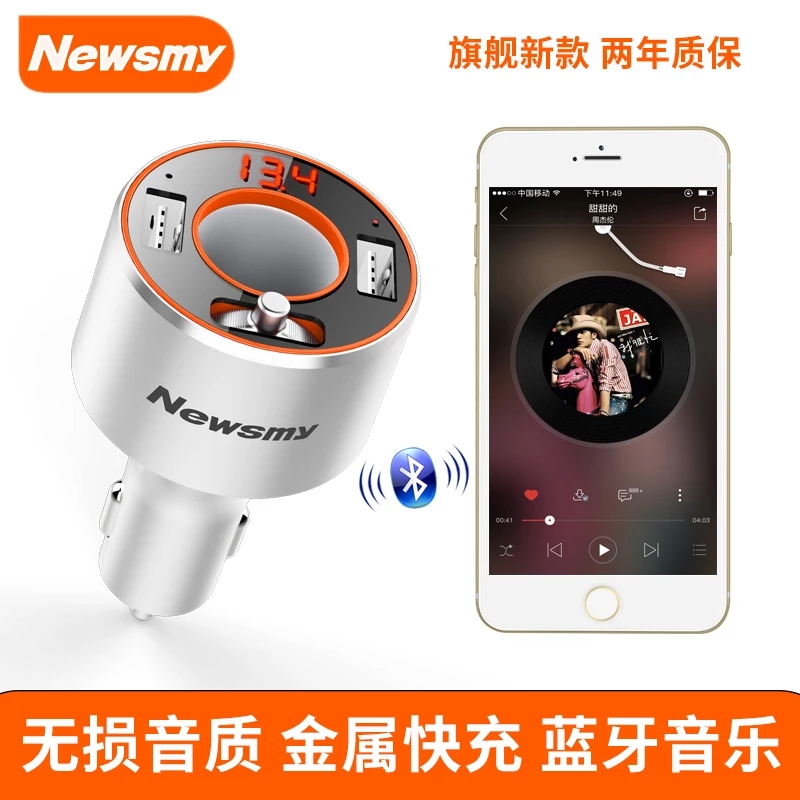 Newsmy
旗舰新款 两年质保
13.4
Newsmy
中国移动
下午11:49
甜甜的
周杰伦
JA
999+
00:41
04:03
无损音质 金属快充 蓝牙音乐